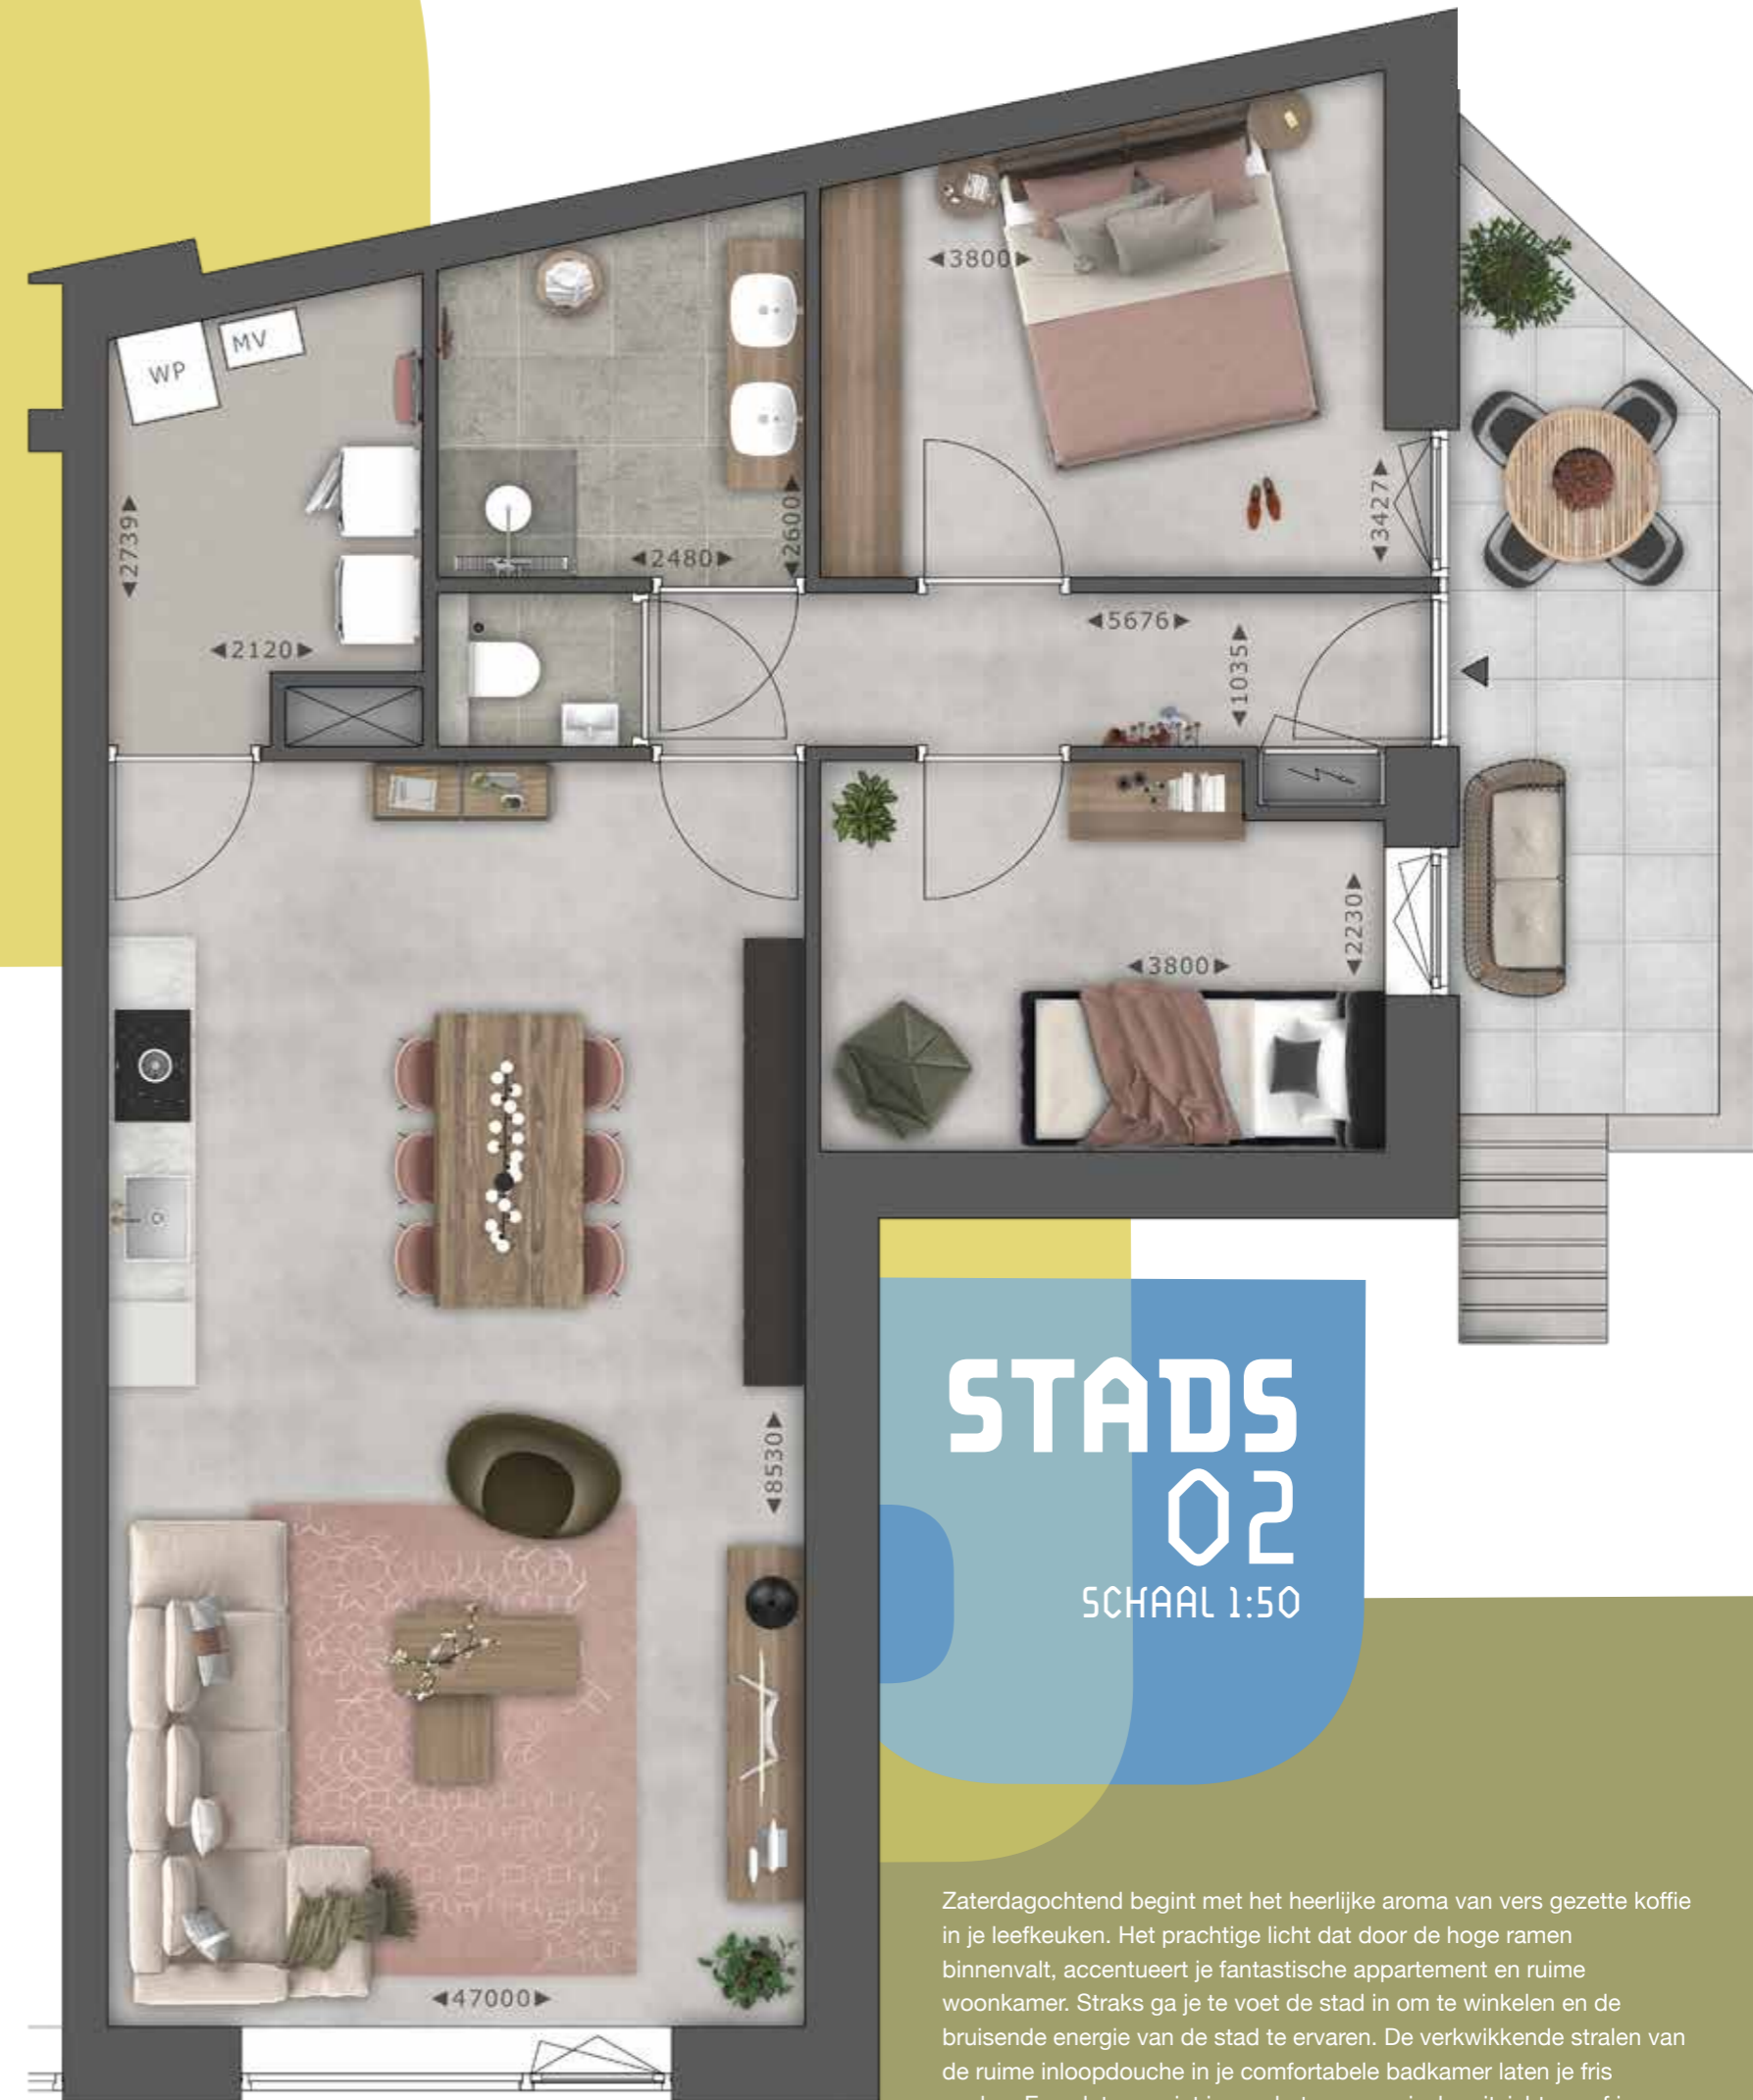 3800
MV
WP
2739
2600
3427
2480
2120
5676
1035
2230
3800
8530
47000
STADS
02
SCHAAL 1:50
Zaterdagochtend begint met het heerlijke aroma van vers gezette koffie
in je leefkeuken. Het prachtige licht dat door de hoge ramen
binnenvalt, accentueert je fantastische appartement en ruime
woonkamer. Straks ga je te voet de stad in om te winkelen en de
bruisende energie van de stad te ervaren. De verkwikkende stralen van
de ruime inloopdouche in je comfortabele badkamer laten je fris